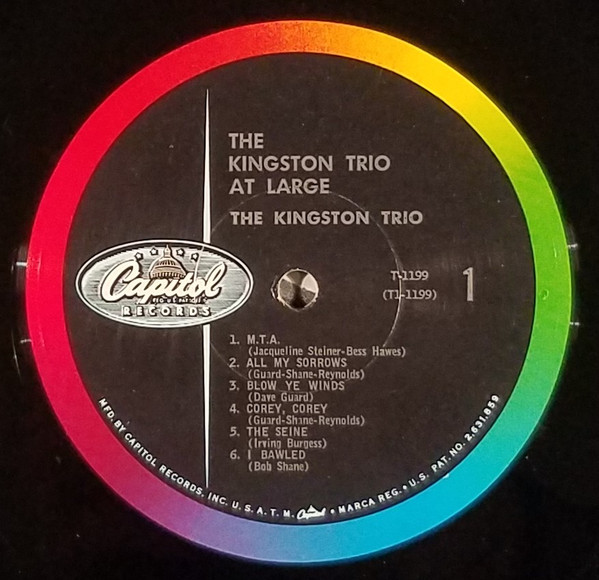 THE
KINGSTON TRIO
AT LARGE
THE KINGSTON TRIO
Capitol
REG. U.S. PAT. OFF.
RECORDS
T-1199
(T1-1199)
1
1. M.T.A.
(Jacqueline Steiner-Bess Hawes)
2. ALL MY SORROWS
(Guard-Shane-Reynolds)
3. BLOW YE WINDS
(Dave Guard)
4. COREY, COREY
(Guard-Shane-Reynolds)
5. THE SEINE
(Irving Burgess)
6. I BAWLED
(Bob Shane)
MFD. BY CAPITOL RECORDS, INC. U. S. A. T. M. Capitol • MARCA REG. • U. S. PAT. NO. 2,631,859